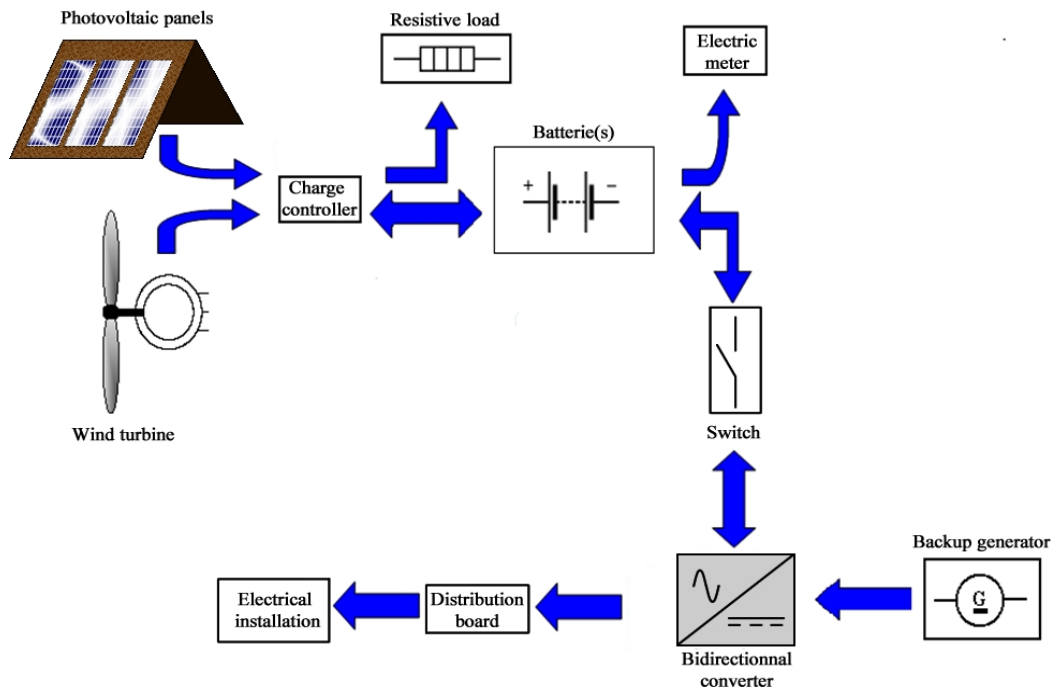 Photovoltaic panels
Resistive load
Electric
meter
Batterie(s)
+
−
Charge
controller
Wind turbine
Switch
Backup generator
G
Electrical
installation
Distribution
board
Bidirectionnal
converter